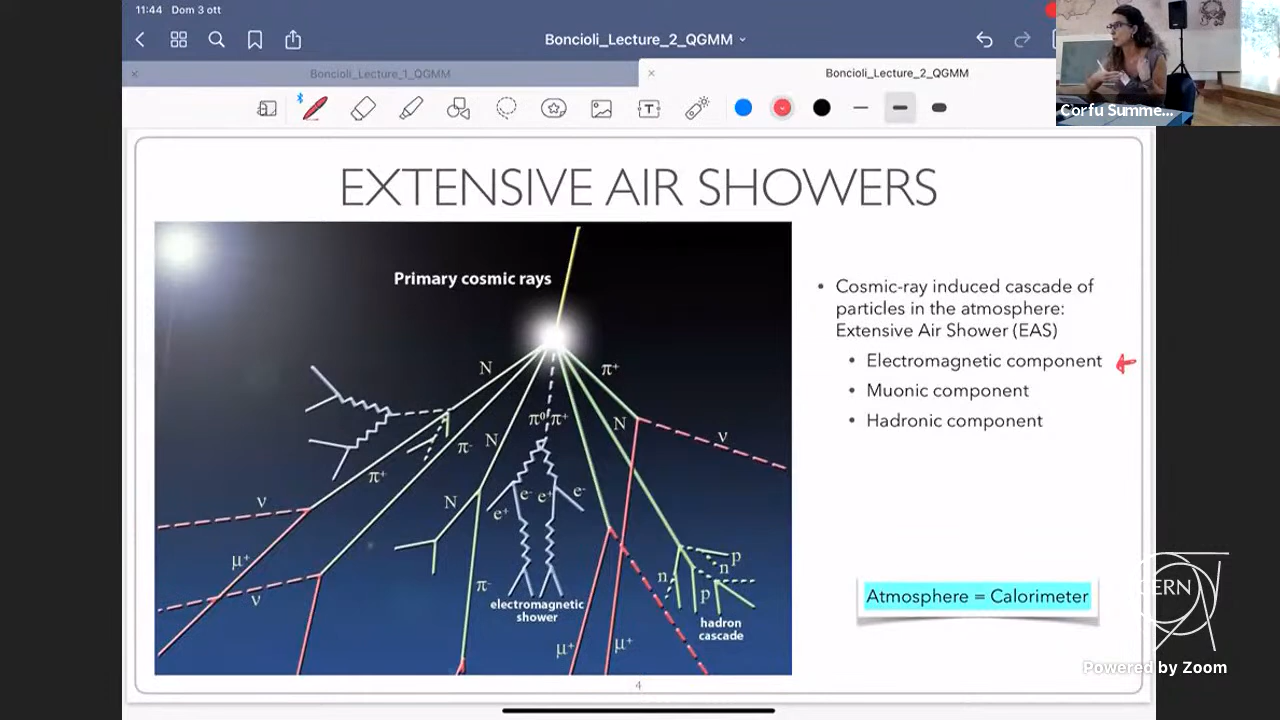 11:44 Dom 3 ott
Boncioli_Lecture_2_QGMM
Boncioli_Lecture_1_QGMM
Boncioli_Lecture_2_QGMM
T
Corfu Summe...
EXTENSIVE AIR SHOWERS
Primary cosmic rays
N
π⁺
π⁰
π⁺
N
ν
π⁻
N
π⁺
ν
N
e⁻
e⁺
e⁻
e⁺
μ⁺
ν
π⁻
n
p
n
p
electromagnetic
shower
hadron
cascade
μ⁺
μ⁺
• Cosmic-ray induced cascade of
particles in the atmosphere:
Extensive Air Shower (EAS)
• Electromagnetic component
• Muonic component
• Hadronic component
Atmosphere = Calorimeter
4
CERN
Powered by Zoom